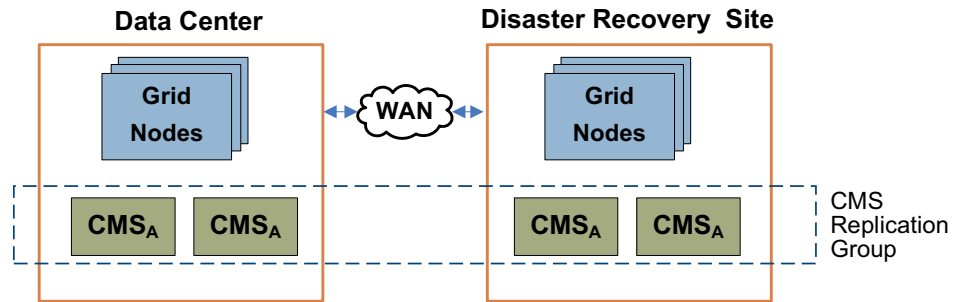 Data Center
Disaster Recovery Site
Grid
Nodes
WAN
Grid
Nodes
CMSA
CMSA
CMSA
CMSA
CMS
Replication
Group